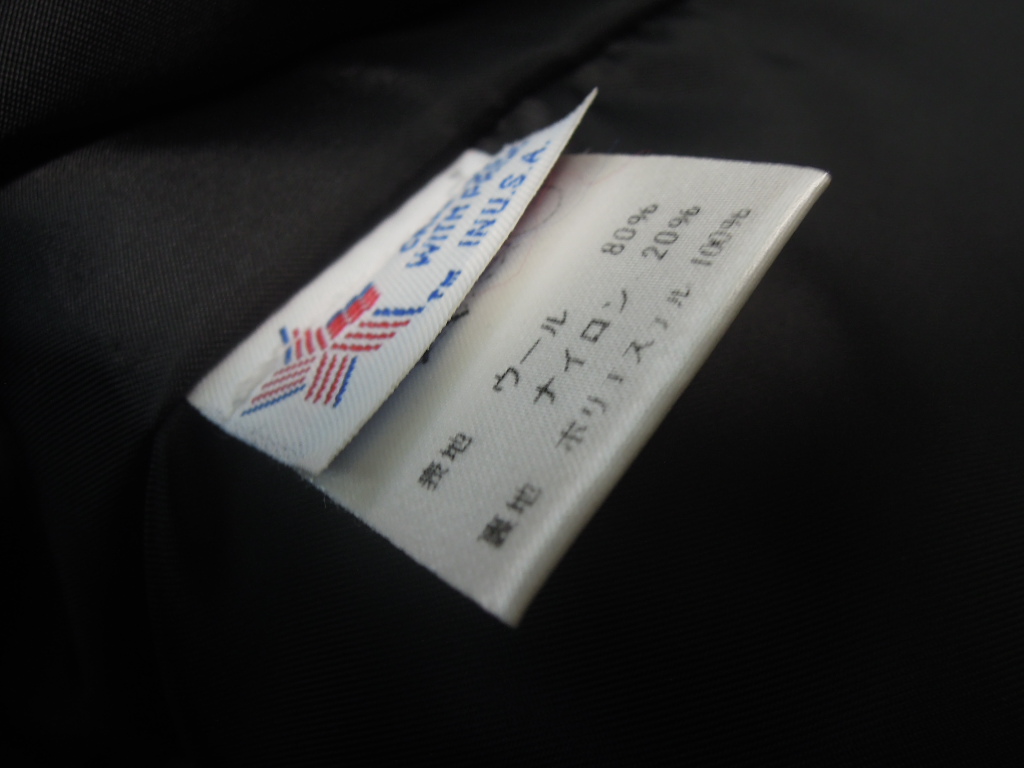 WITH
IN U.S.A.
TM
表地 ウール 80%
ナイロン 20%
裏地 ポリエステル 100%